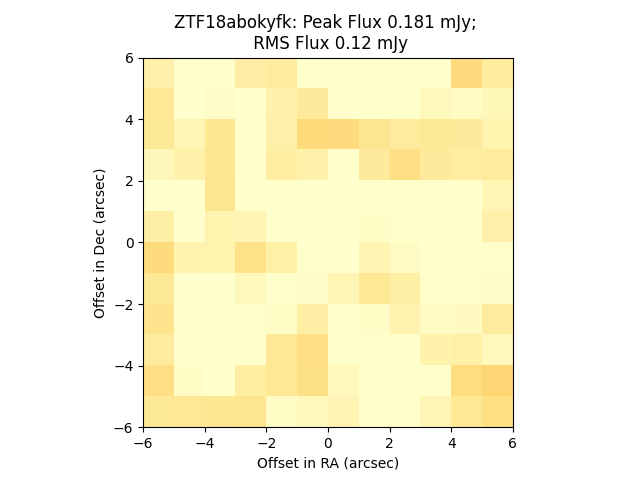 ZTF18abokyfk: Peak Flux 0.181 mJy;
RMS Flux 0.12 mJy
6
4
2
0
−2
−4
−6
Offset in Dec (arcsec)
−6 −4 −2 0 2 4 6
Offset in RA (arcsec)